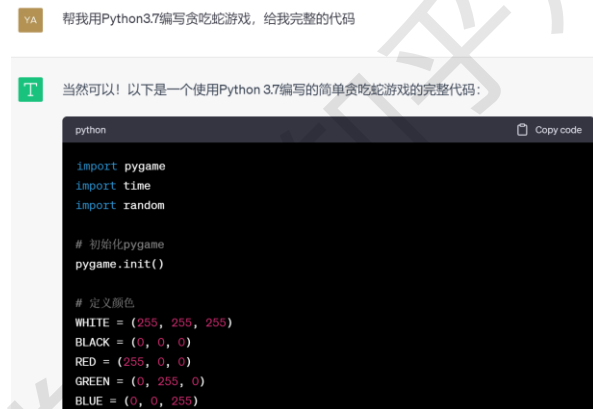 YA
帮我用Python3.7编写贪吃蛇游戏，给我完整的代码
T
当然可以！以下是一个使用Python 3.7编写的简单贪吃蛇游戏的完整代码：
python Copy code
import pygame
import time
import random
# 初始化pygame
pygame.init()
# 定义颜色
WHITE = (255, 255, 255)
BLACK = (0, 0, 0)
RED = (255, 0, 0)
GREEN = (0, 255, 0)
BLUE = (0, 0, 255)